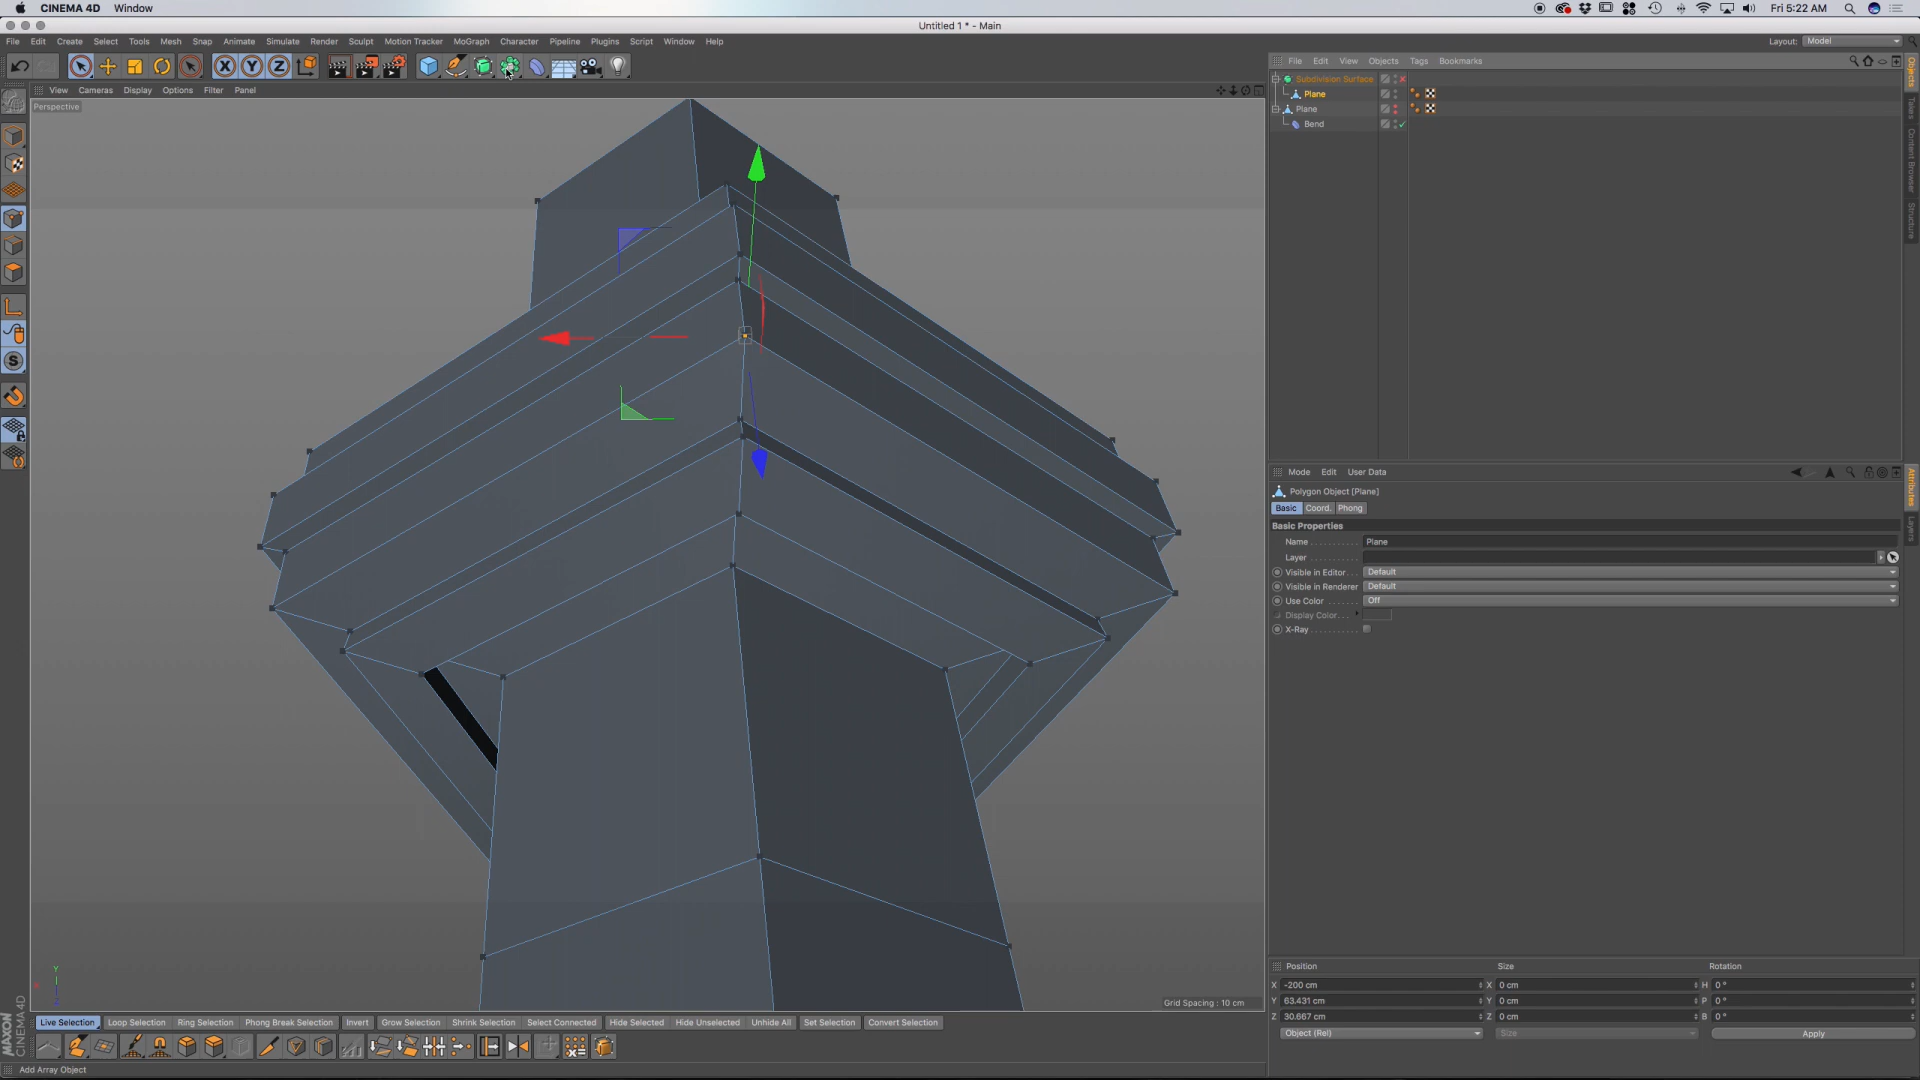 CINEMA 4D Window Fri 5:22 AM
Untitled 1 * - Main
File Edit Create Select Tools Mesh Snap Animate Simulate Render Sculpt Motion Tracker MoGraph Character Pipeline Plugins Script Window Help Layout: Model
X Y Z
File Edit View Objects Tags Bookmarks
View Cameras Display Options Filter Panel
Perspective
Subdivision Surface
Plane
Plane
Bend
Objects
Takes
Content Browser
Structure
Mode Edit User Data
Polygon Object [Plane]
Basic Coord. Phong
Basic Properties
Name Plane
Layer
Visible in Editor Default
Visible in Renderer Default
Use Color Off
Display Color
X-Ray
Attributes
Layers
Position Size Rotation
X -200 cm X 0 cm H 0 °
Y 63.431 cm Y 0 cm P 0 °
Z 30.667 cm Z 0 cm B 0 °
Object (Rel) Size Apply
Y
Grid Spacing : 10 cm
Live Selection Loop Selection Ring Selection Phong Break Selection Invert Grow Selection Shrink Selection Select Connected Hide Selected Hide Unselected Unhide All Set Selection Convert Selection
MAXON
CINEMA 4D
Add Array Object